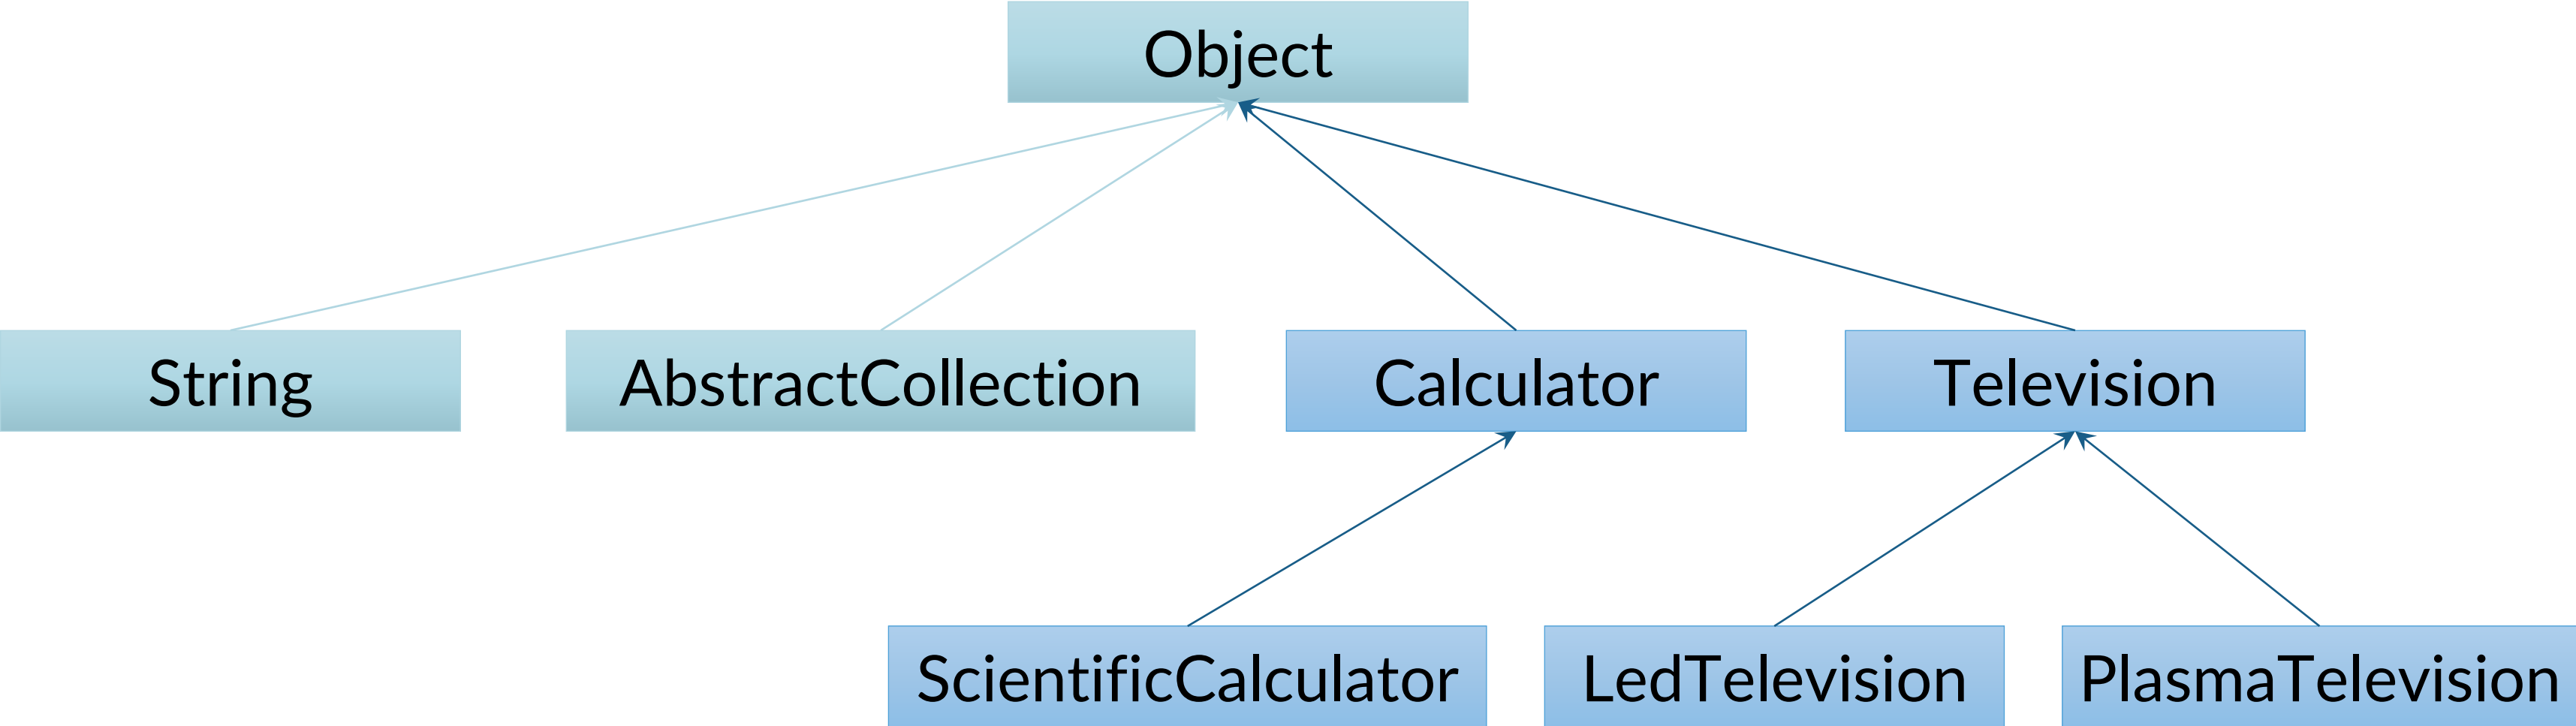 Object
String
AbstractCollection
Calculator
Television
ScientificCalculator
LedTelevision
PlasmaTelevision